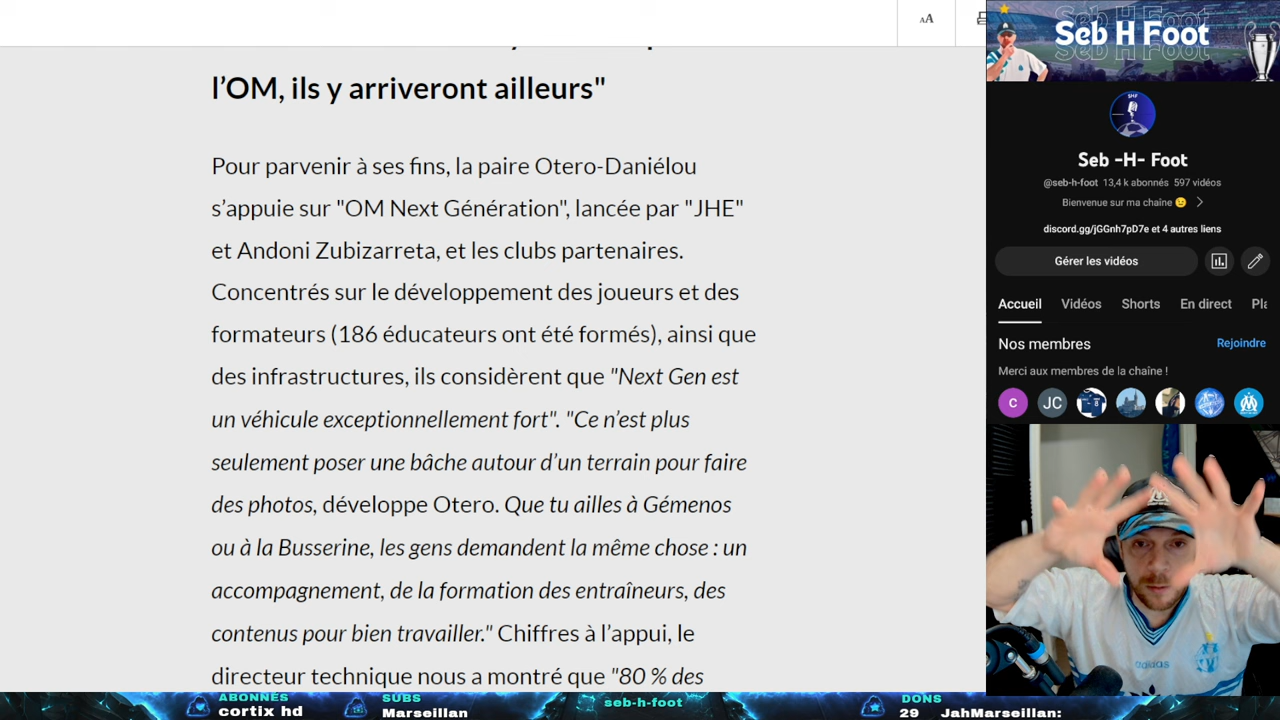 l’OM, ils y arriveront ailleurs"
Pour parvenir à ses fins, la paire Otero-Daniélou
s’appuie sur "OM Next Génération", lancée par "JHE"
et Andoni Zubizarreta, et les clubs partenaires.
Concentrés sur le développement des joueurs et des
formateurs (186 éducateurs ont été formés), ainsi que
des infrastructures, ils considèrent que "Next Gen est
un véhicule exceptionnellement fort". "Ce n’est plus
seulement poser une bâche autour d’un terrain pour faire
des photos, développe Otero. Que tu ailles à Gémenos
ou à la Busserine, les gens demandent la même chose : un
accompagnement, de la formation des entraîneurs, des
contenus pour bien travailler." Chiffres à l’appui, le
directeur technique nous a montré que "80 % des
AA
Seb H Foot
Seb H Foot
Seb H Foot
SHF
Seb -H- Foot
@seb-h-foot 13,4 k abonnés 597 vidéos
Bienvenue sur ma chaîne 😉 >
discord.gg/jGGnh7pD7e et 4 autres liens
Gérer les vidéos
Accueil Vidéos Shorts En direct Pla
Nos membres Rejoindre
Merci aux membres de la chaîne !
C JC
adidas
ABONNÉS
cortix hd
SUBS
Marseillan
seb-h-foot
DONS
29 JahMarseillan: